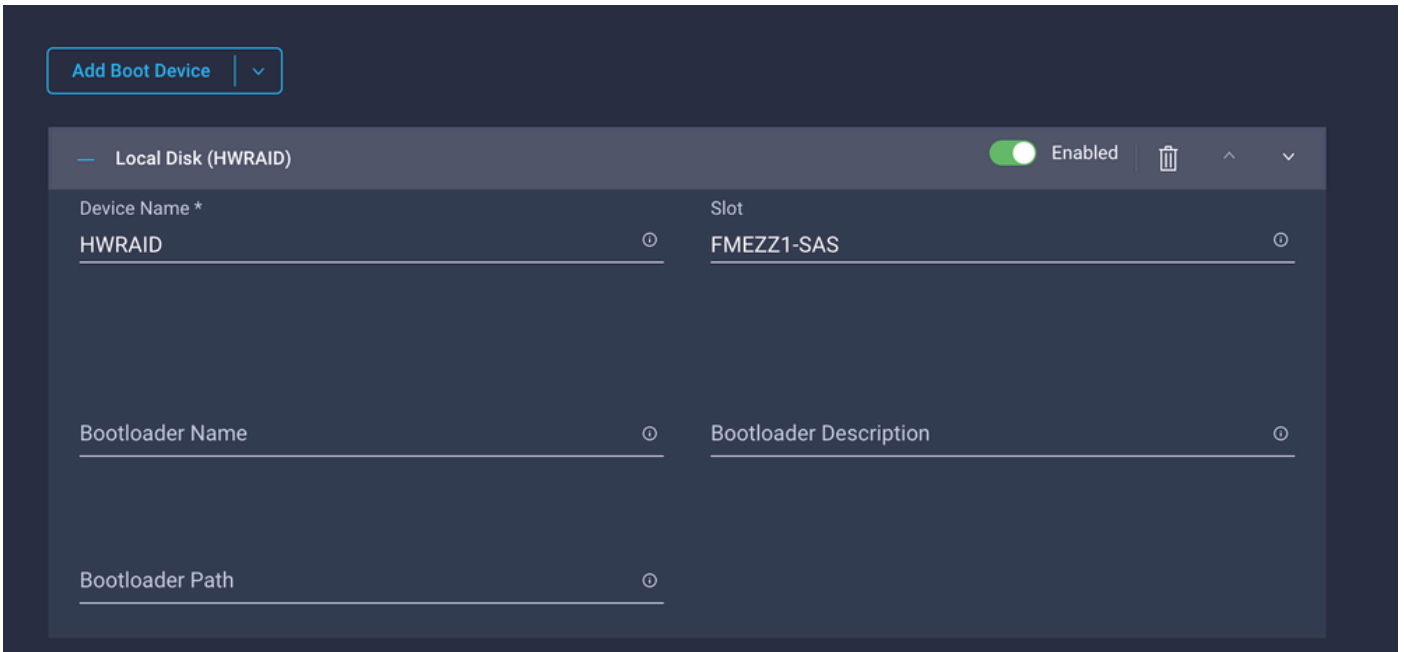 Add Boot Device
Local Disk (HWRAID)
Enabled
Device Name *
Slot
HWRAID
FMEZZ1-SAS
Bootloader Name
Bootloader Description
Bootloader Path